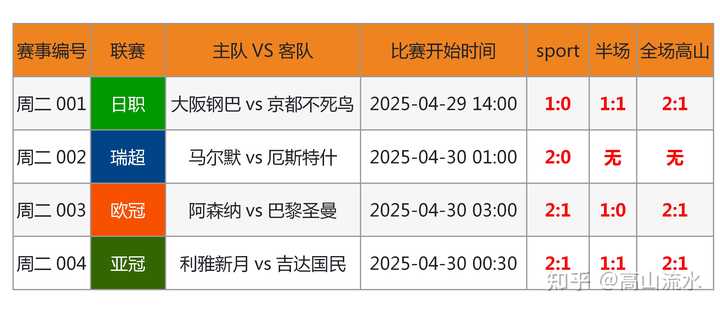 赛事编号 联赛 主队 VS 客队 比赛开始时间 sport 半场 全场高山
周二 001 日职 大阪钢巴 vs 京都不死鸟 2025-04-29 14:00 1:0 1:1 2:1
周二 002 瑞超 马尔默 vs 厄斯特什 2025-04-30 01:00 2:0 无 无
周二 003 欧冠 阿森纳 vs 巴黎圣曼 2025-04-30 03:00 2:1 1:0 2:1
周二 004 亚冠 利雅新月 vs 吉达国民 2025-04-30 00:30 2:1 1:1 2:1
知乎 @高山流水